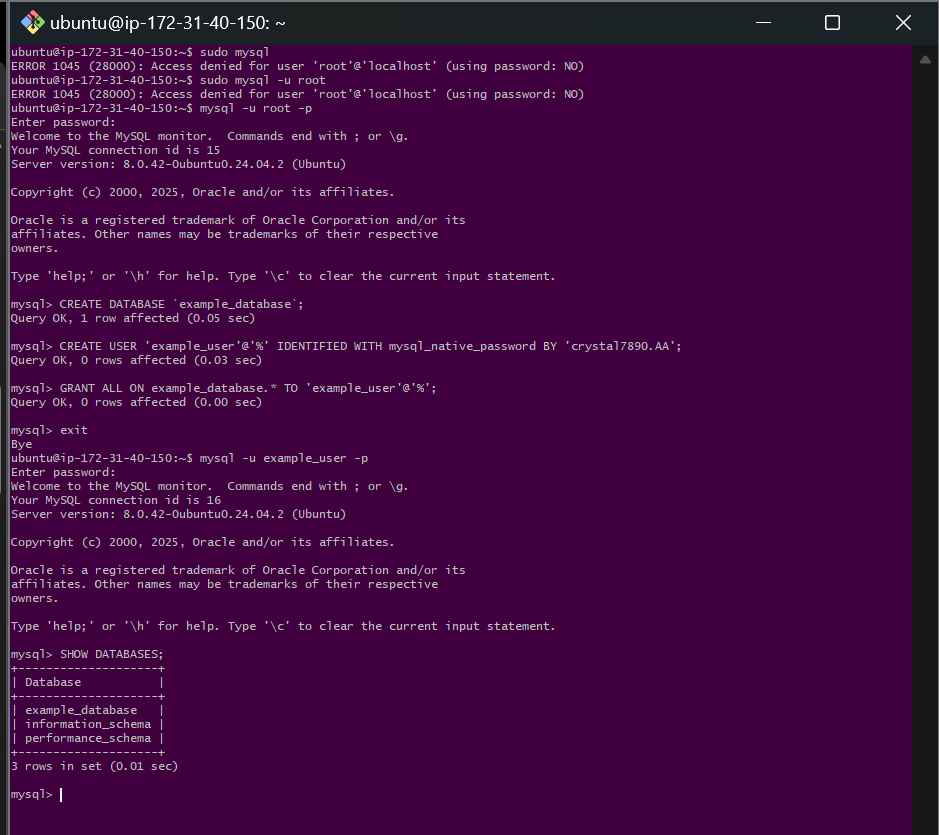 ubuntu@ip-172-31-40-150: ~
ubuntu@ip-172-31-40-150:~$ sudo mysql
ERROR 1045 (28000): Access denied for user 'root'@'localhost' (using password: NO)
ubuntu@ip-172-31-40-150:~$ sudo mysql -u root
ERROR 1045 (28000): Access denied for user 'root'@'localhost' (using password: NO)
ubuntu@ip-172-31-40-150:~$ mysql -u root -p
Enter password:
Welcome to the MySQL monitor.  Commands end with ; or \g.
Your MySQL connection id is 15
Server version: 8.0.42-0ubuntu0.24.04.2 (Ubuntu)

Copyright (c) 2000, 2025, Oracle and/or its affiliates.

Oracle is a registered trademark of Oracle Corporation and/or its
affiliates. Other names may be trademarks of their respective
owners.

Type 'help;' or '\h' for help. Type '\c' to clear the current input statement.

mysql> CREATE DATABASE `example_database`;
Query OK, 1 row affected (0.05 sec)

mysql> CREATE USER 'example_user'@'%' IDENTIFIED WITH mysql_native_password BY 'crystal7890.AA';
Query OK, 0 rows affected (0.03 sec)

mysql> GRANT ALL ON example_database.* TO 'example_user'@'%';
Query OK, 0 rows affected (0.00 sec)

mysql> exit
Bye
ubuntu@ip-172-31-40-150:~$ mysql -u example_user -p
Enter password:
Welcome to the MySQL monitor.  Commands end with ; or \g.
Your MySQL connection id is 16
Server version: 8.0.42-0ubuntu0.24.04.2 (Ubuntu)

Copyright (c) 2000, 2025, Oracle and/or its affiliates.

Oracle is a registered trademark of Oracle Corporation and/or its
affiliates. Other names may be trademarks of their respective
owners.

Type 'help;' or '\h' for help. Type '\c' to clear the current input statement.

mysql> SHOW DATABASES;
+--------------------+
| Database           |
+--------------------+
| example_database   |
| information_schema |
| performance_schema |
+--------------------+
3 rows in set (0.01 sec)

mysql>